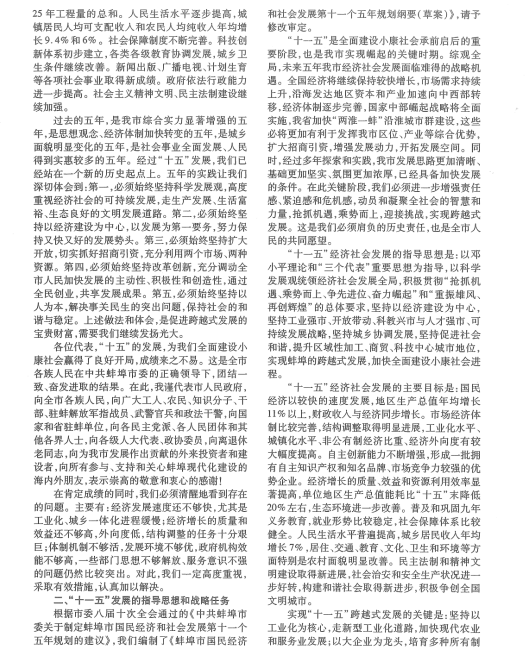 25 年工程量的总和。人民生活水平逐步提高,城
镇居民人均可支配收入和农民人均纯收入年均增
长 9.4%和 6%。社会保障制度不断完善。科技创
新体系初步建立,各类各级教育协调发展,城乡卫
生条件继续改善。新闻出版、广播电视、计划生育
等各项社会事业取得新成绩。政府依法行政能力
进一步提高。社会主义精神文明、民主法制建设继
续加强。
过去的五年,是我市综合实力显著增强的五
年,是思想观念、经济体制加快转变的五年,是城乡
面貌明显变化的五年,是社会事业全面发展、人民
得到实惠较多的五年。经过“十五”发展,我们已
经站在一个新的历史起点上。五年的实践让我们
深切体会到:第一,必须始终坚持科学发展观,高度
重视经济社会的可持续发展,走生产发展、生活富
裕、生态良好的文明发展道路。第二,必须始终坚
持以经济建设为中心,以发展为第一要务,努力保
持又快又好的发展势头。第三,必须始终坚持扩大
开放,切实抓好招商引资,充分利用两个市场、两种
资源。第四,必须始终坚持改革创新,充分调动全
市人民加快发展的主动性、积极性和创造性,通过
全民创业,共享发展成果。第五,必须始终坚持以
人为本,解决事关民生的突出问题,保持社会的和
谐与稳定。上述做法和体会,是促进跨越式发展的
宝贵财富,需要我们继续发扬光大。
各位代表,“十五”的发展,为我们全面建设小
康社会赢得了良好开局,成绩来之不易。这是全市
各族人民在中共蚌埠市委的正确领导下,团结一
致、奋发进取的结果。在此,我谨代表市人民政府,
向全市各族人民,向广大工人、农民、知识分子、干
部、驻蚌解放军指战员、武警官兵和政法干警,向国
家和省驻蚌单位,向各民主党派、各人民团体和其
他各界人士,向各级人大代表、政协委员,向离退休
老同志,向为我市发展作出贡献的外来投资者和建
设者,向所有参与、支持和关心蚌埠现代化建设的
海内外朋友,表示崇高的敬意和衷心的感谢!
在肯定成绩的同时,我们必须清醒地看到存在
的问题。主要有:经济发展速度还不够快,尤其是
工业化、城乡一体化进程缓慢;经济增长的质量和
效益还不够高,外向度低,结构调整的任务十分艰
巨;体制机制不够活,发展环境不够优,政府机构效
能不够高,一些部门思想不够解放、服务意识不强
的问题仍然比较突出。对此,我们一定高度重视,
采取有效措施,认真加以解决。
二、“十一五”发展的指导思想和战略任务
根据市委八届十次全会通过的《中共蚌埠市
委关于制定蚌埠市国民经济和社会发展第十一个
五年规划的建议》,我们编制了《蚌埠市国民经济
和社会发展第十一个五年规划纲要(草案)》,请予
修改审定。
“十一五”是全面建设小康社会承前启后的重
要阶段,也是我市实现崛起的关键时期。综观全
局,未来五年我市经济社会发展面临难得的战略机
遇。全国经济将继续保持较快增长,市场需求持续
上升,沿海发达地区资本和产业加速向中西部转
移,经济体制逐步完善,国家中部崛起战略将全面
实施,我省加快“两淮一蚌”沿淮城市群建设,这些
必将更加有利于发挥我市区位、产业等综合优势,
扩大招商引资,增强发展动力,开拓发展空间。同
时,经过多年探索和实践,我市发展思路更加清晰、
基础更加坚实、氛围更加浓厚,已经具备加快发展
的条件。在此关键阶段,我们必须进一步增强责任
感、紧迫感和危机感,动员和凝聚全社会的智慧和
力量,抢抓机遇,乘势而上,迎接挑战,实现跨越式
发展。这是我们必须肩负的历史责任,也是全市人
民的共同愿望。
“十一五”经济社会发展的指导思想是:以邓
小平理论和“三个代表”重要思想为指导,以科学
发展观统领经济社会发展全局,积极贯彻“抢抓机
遇、乘势而上、争先进位、奋力崛起”和“重振雄风、
再创辉煌”的总体要求,坚持以经济建设为中心,
坚持工业强市、开放带动、科教兴市与人才强市、可
持续发展战略,坚持城乡协调发展,坚持促进社会
和谐,提升区域性加工、商贸、科技中心城市地位,
实现蚌埠的跨越式发展,加快全面建设小康社会进
程。
“十一五”经济社会发展的主要目标是:国民
经济以较快的速度发展,地区生产总值年均增长
11%以上,财政收入与经济同步增长。市场经济体
制比较完善,结构调整取得明显进展,工业化水平、
城镇化水平、非公有制经济比重、经济外向度有较
大幅度提高。自主创新能力不断增强,形成一批拥
有自主知识产权和知名品牌、市场竞争力较强的优
势企业。经济增长的质量、效益和资源利用效率显
著提高,单位地区生产总值能耗比“十五”末降低
20%左右,生态环境进一步改善。普及和巩固九年
义务教育,就业形势比较稳定,社会保障体系比较
健全。人民生活水平普遍提高,城乡居民收入年均
增长 7%,居住、交通、教育、文化、卫生和环境等方
面特别是农村面貌明显改善。民主法制和精神文
明建设取得新进展,社会治安和安全生产状况进一
步好转,构建和谐社会取得新进步,积极争创全国
文明城市。
实现“十一五”跨越式发展的关键是:坚持以
工业化为核心,走新型工业化道路,加快现代农业
和服务业发展;以大企业为龙头,培育多种所有制